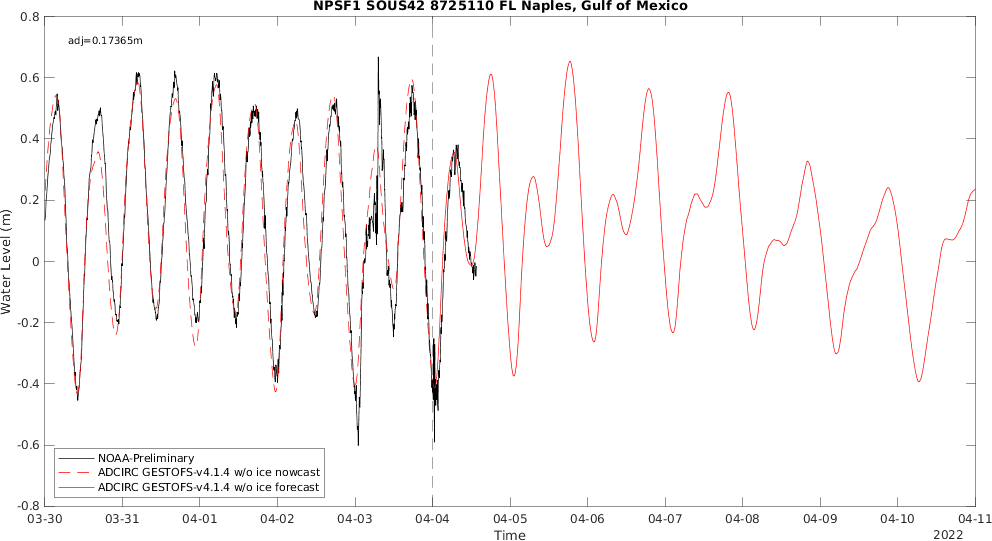 NPSF1 SOUS42 8725110 FL Naples, Gulf of Mexico
adj=0.17365m
0.8
0.6
0.4
0.2
0
-0.2
-0.4
-0.6
-0.8
Water Level (m)
NOAA-Preliminary
ADCIRC GESTOFS-v4.1.4 w/o ice nowcast
ADCIRC GESTOFS-v4.1.4 w/o ice forecast
03-30 03-31 04-01 04-02 04-03 04-04 04-05 04-06 04-07 04-08 04-09 04-10 04-11
Time
2022